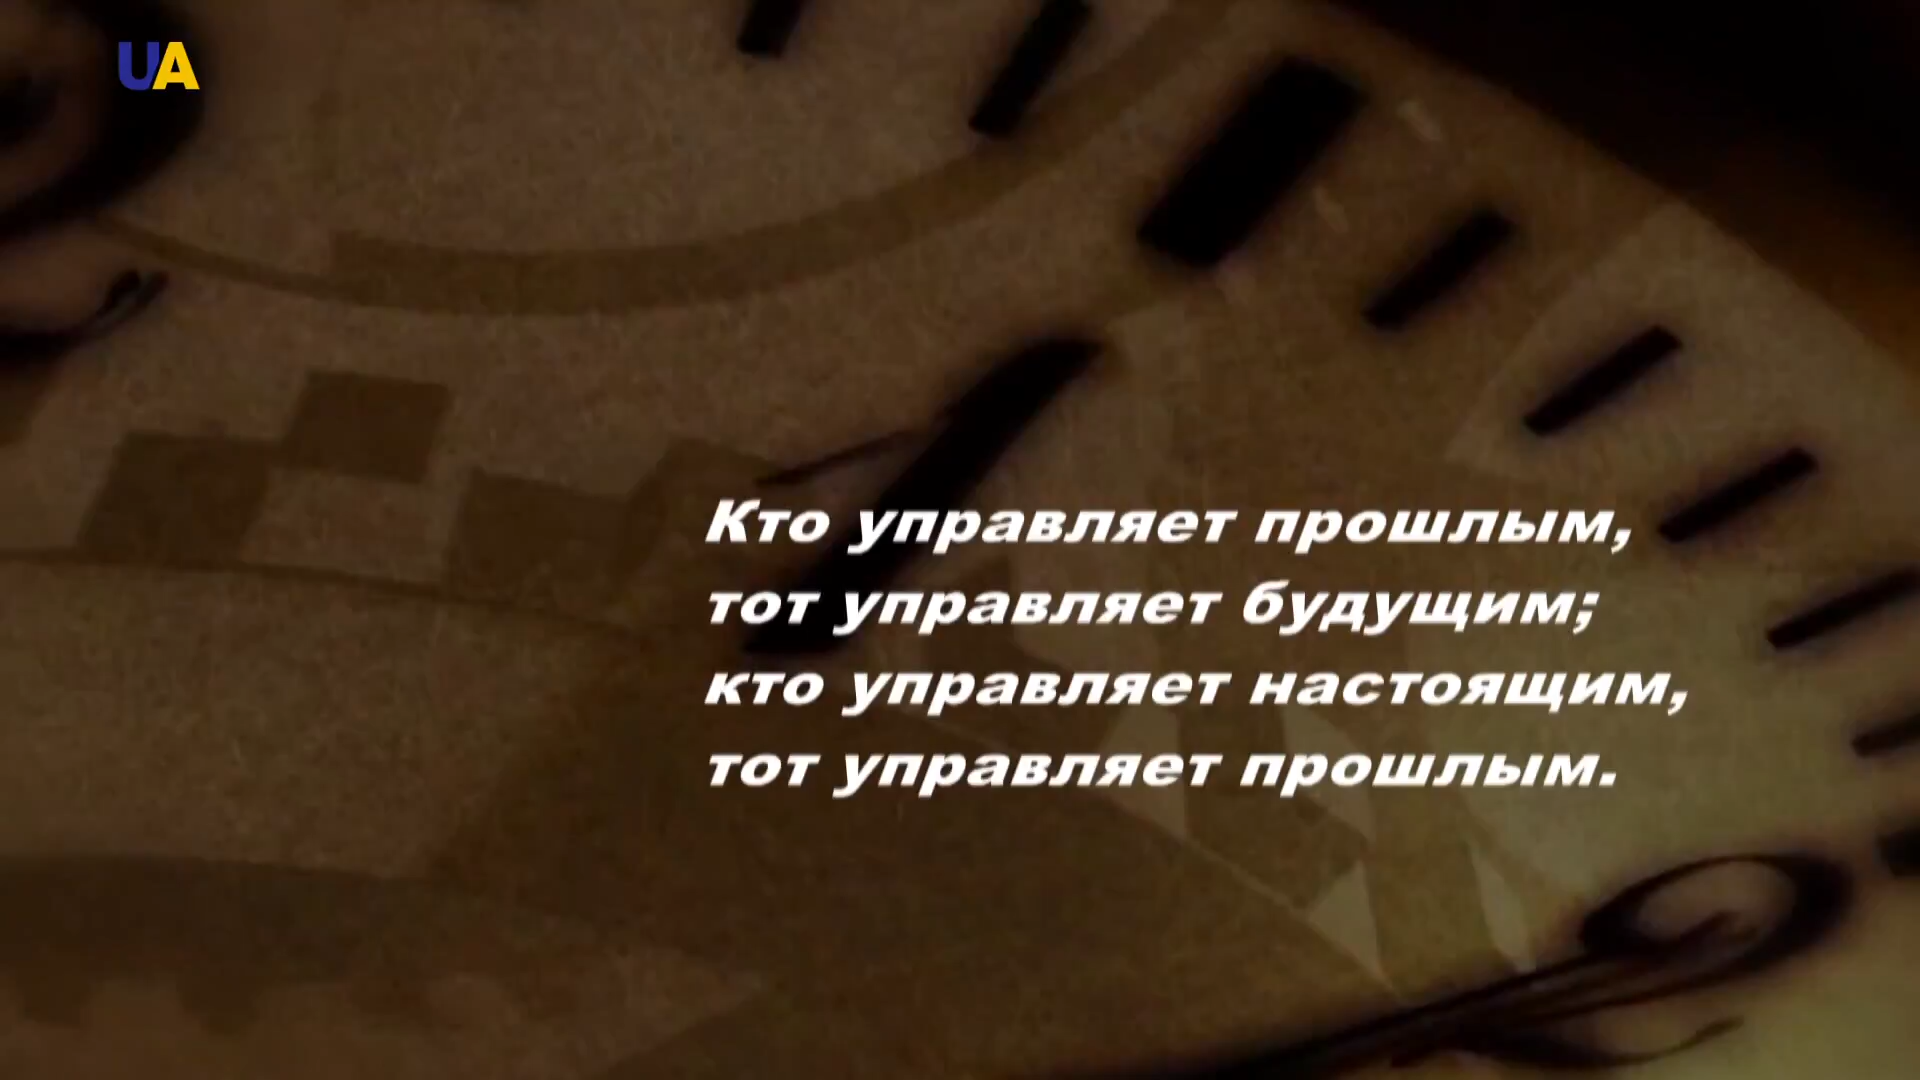 UA
Кто управляет прошлым,
тот управляет будущим;
кто управляет настоящим,
тот управляет прошлым.